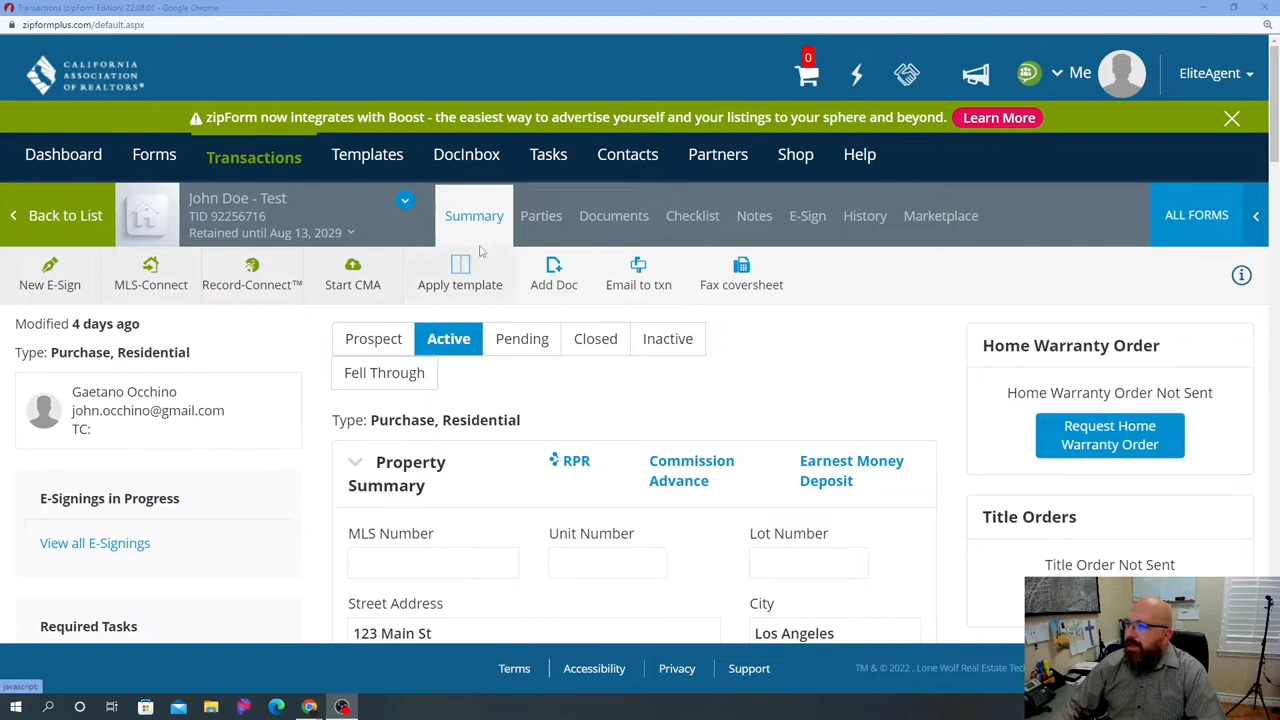 Transactions (zipForm Edition) 22.08.01 - Google Chrome
zipformplus.com/default.aspx
CALIFORNIA
ASSOCIATION
OF REALTORS®
0
Me
EliteAgent
zipForm now integrates with Boost - the easiest way to advertise yourself and your listings to your sphere and beyond.
Learn More
Dashboard
Forms
Transactions
Templates
DocInbox
Tasks
Contacts
Partners
Shop
Help
Back to List
John Doe - Test
TID 92256716
Retained until Aug 13, 2029
Summary
Parties
Documents
Checklist
Notes
E-Sign
History
Marketplace
ALL FORMS
New E-Sign
MLS-Connect
Record-Connect™
Start CMA
Apply template
Add Doc
Email to txn
Fax coversheet
Modified 4 days ago
Type: Purchase, Residential
Gaetano Occhino
john.occhino@gmail.com
TC:
E-Signings in Progress
View all E-Signings
Required Tasks
Prospect
Active
Pending
Closed
Inactive
Fell Through
Type: Purchase, Residential
Property
Summary
RPR
Commission
Advance
Earnest Money
Deposit
MLS Number
Unit Number
Lot Number
Street Address
City
123 Main St
Los Angeles
Home Warranty Order
Home Warranty Order Not Sent
Request Home
Warranty Order
Title Orders
Title Order Not Sent
Terms
Accessibility
Privacy
Support
TM & © 2022 , Lone Wolf Real Estate
javascript: